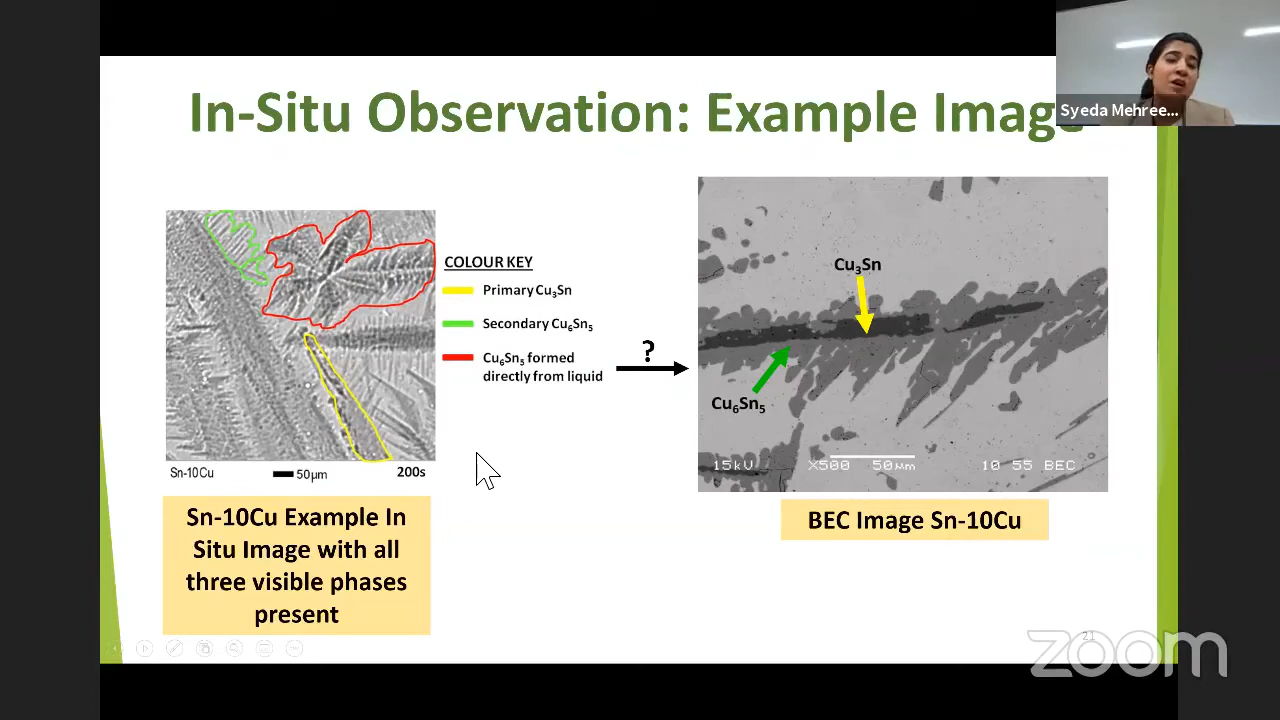 In-Situ Observation: Example Image
Syeda Mehree...
COLOUR KEY
Primary Cu₃Sn
Secondary Cu₆Sn₅
Cu₆Sn₅ formed
directly from liquid
?
Sn-10Cu
50µm
200s
Cu₃Sn
Cu₆Sn₅
15kV X500 50µm 10 55 BEC
Sn-10Cu Example In
Situ Image with all
three visible phases
present
BEC Image Sn-10Cu
21
zoom